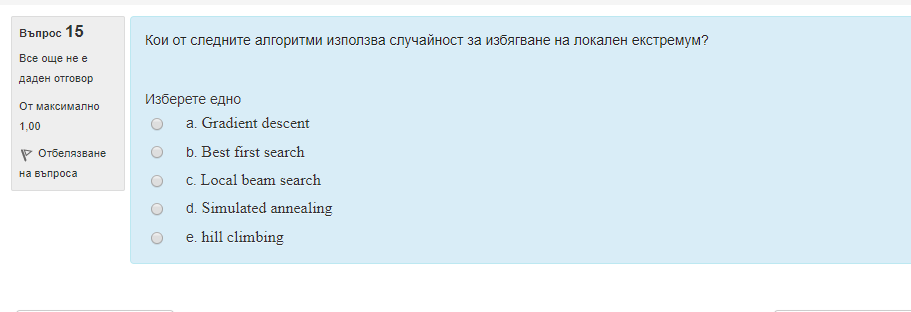 Въпрос 15
Все още не е
даден отговор
От максимално
1,00
Отбелязване
на въпроса
Кои от следните алгоритми използва случайност за избягване на локален екстремум?
Изберете едно
a. Gradient descent
b. Best first search
c. Local beam search
d. Simulated annealing
e. hill climbing